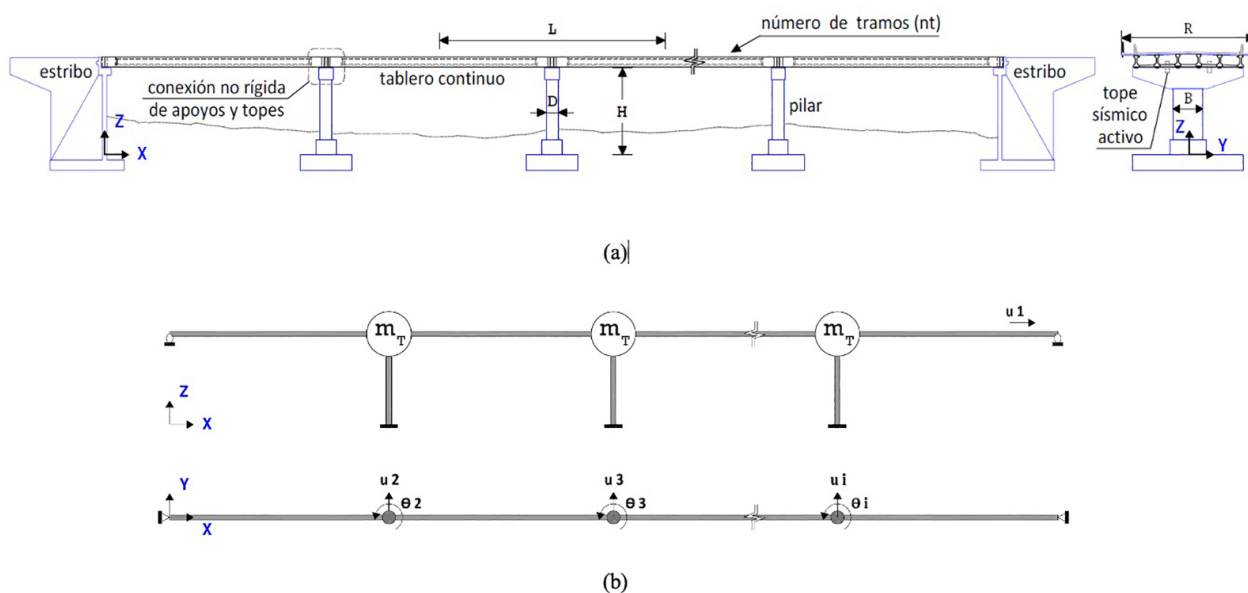 número de tramos (nt)
L
R
estribo
conexión no rígida
de apoyos y topes
tablero continuo
D
H
pilar
estribo
tope
sísmico
activo
B
Z
X
Z
Y
(a)
m T
m T
m T
u 1
Z
X
Y
X
u 2
θ 2
u 3
θ 3
u i
θ i
(b)